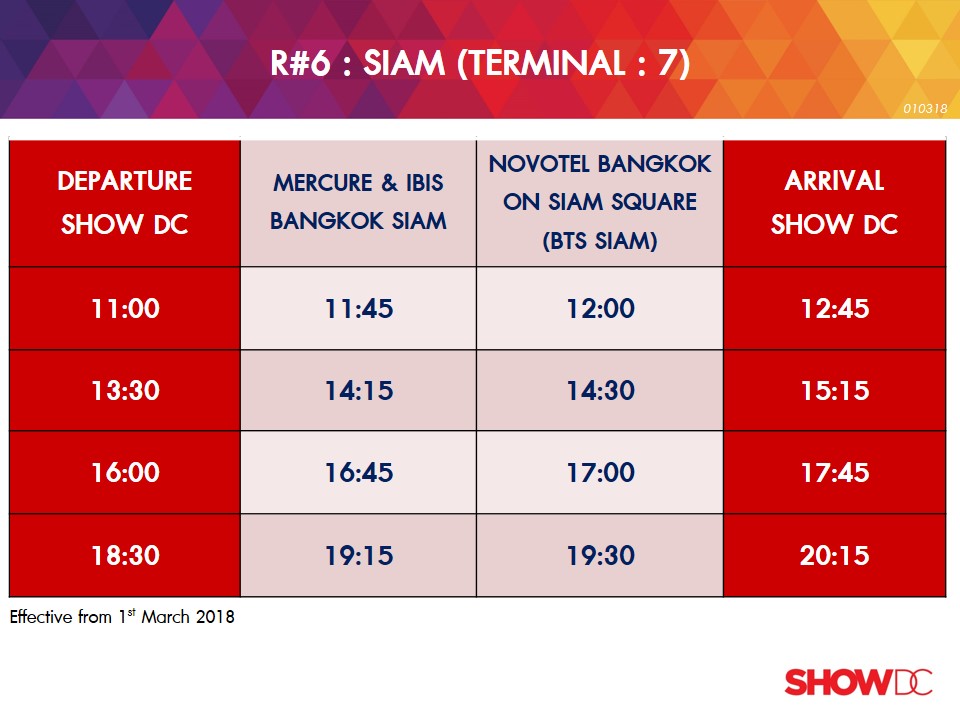 R#6 : SIAM (TERMINAL : 7)
010318
DEPARTURE
SHOW DC
MERCURE & IBIS
BANGKOK SIAM
NOVOTEL BANGKOK
ON SIAM SQUARE
(BTS SIAM)
ARRIVAL
SHOW DC
11:00 11:45 12:00 12:45
13:30 14:15 14:30 15:15
16:00 16:45 17:00 17:45
18:30 19:15 19:30 20:15
Effective from 1st March 2018
SHOWDC